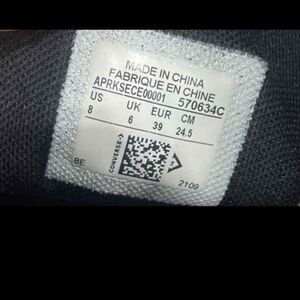 MADE IN CHINA
FABRIQUE EN CHINE
APRKSECE00001 570634C
US UK EUR CM
8 6 39 24.5
BE CONVERSE 2109